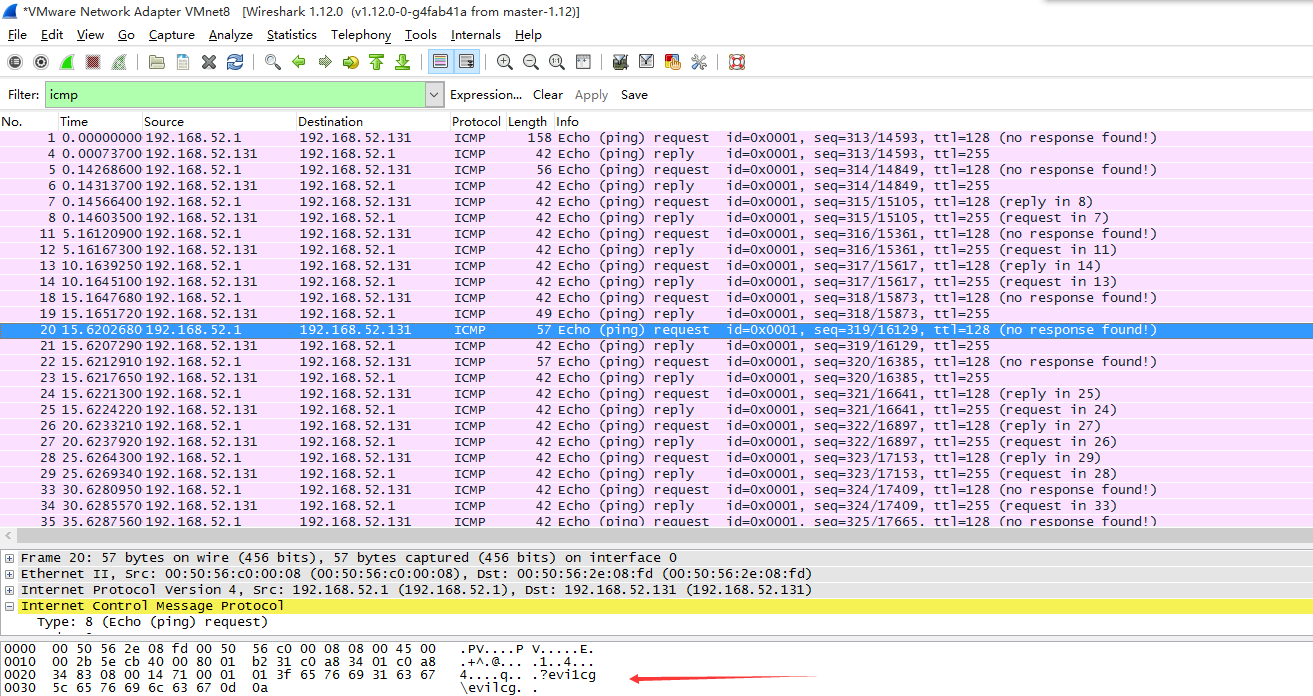 *VMware Network Adapter VMnet8 [Wireshark 1.12.0 (v1.12.0-0-g4fab41a from master-1.12)]
File Edit View Go Capture Analyze Statistics Telephony Tools Internals Help
Filter: icmp Expression... Clear Apply Save
No. Time Source Destination Protocol Length Info
1 0.00000000 192.168.52.1 192.168.52.131 ICMP 158 Echo (ping) request id=0x0001, seq=313/14593, ttl=128 (no response found!)
4 0.00073700 192.168.52.131 192.168.52.1 ICMP 42 Echo (ping) reply id=0x0001, seq=313/14593, ttl=255
5 0.14268600 192.168.52.1 192.168.52.131 ICMP 56 Echo (ping) request id=0x0001, seq=314/14849, ttl=128 (no response found!)
6 0.14313700 192.168.52.131 192.168.52.1 ICMP 42 Echo (ping) reply id=0x0001, seq=314/14849, ttl=255
7 0.14566400 192.168.52.1 192.168.52.131 ICMP 42 Echo (ping) request id=0x0001, seq=315/15105, ttl=128 (reply in 8)
8 0.14603500 192.168.52.131 192.168.52.1 ICMP 42 Echo (ping) reply id=0x0001, seq=315/15105, ttl=255 (request in 7)
11 5.16120900 192.168.52.1 192.168.52.131 ICMP 42 Echo (ping) request id=0x0001, seq=316/15361, ttl=128 (no response found!)
12 5.16167300 192.168.52.131 192.168.52.1 ICMP 42 Echo (ping) reply id=0x0001, seq=316/15361, ttl=255 (request in 11)
13 10.1639250 192.168.52.1 192.168.52.131 ICMP 42 Echo (ping) request id=0x0001, seq=317/15617, ttl=128 (reply in 14)
14 10.1645100 192.168.52.131 192.168.52.1 ICMP 42 Echo (ping) reply id=0x0001, seq=317/15617, ttl=255 (request in 13)
18 15.1647680 192.168.52.1 192.168.52.131 ICMP 42 Echo (ping) request id=0x0001, seq=318/15873, ttl=128 (no response found!)
19 15.1651720 192.168.52.131 192.168.52.1 ICMP 49 Echo (ping) reply id=0x0001, seq=318/15873, ttl=255
20 15.6202680 192.168.52.1 192.168.52.131 ICMP 57 Echo (ping) request id=0x0001, seq=319/16129, ttl=128 (no response found!)
21 15.6207290 192.168.52.131 192.168.52.1 ICMP 42 Echo (ping) reply id=0x0001, seq=319/16129, ttl=255
22 15.6212910 192.168.52.1 192.168.52.131 ICMP 57 Echo (ping) request id=0x0001, seq=320/16385, ttl=128 (no response found!)
23 15.6217650 192.168.52.131 192.168.52.1 ICMP 42 Echo (ping) reply id=0x0001, seq=320/16385, ttl=255
24 15.6221300 192.168.52.1 192.168.52.131 ICMP 42 Echo (ping) request id=0x0001, seq=321/16641, ttl=128 (reply in 25)
25 15.6224220 192.168.52.131 192.168.52.1 ICMP 42 Echo (ping) reply id=0x0001, seq=321/16641, ttl=255 (request in 24)
26 20.6233210 192.168.52.1 192.168.52.131 ICMP 42 Echo (ping) request id=0x0001, seq=322/16897, ttl=128 (reply in 27)
27 20.6237920 192.168.52.131 192.168.52.1 ICMP 42 Echo (ping) reply id=0x0001, seq=322/16897, ttl=255 (request in 26)
28 25.6264300 192.168.52.1 192.168.52.131 ICMP 42 Echo (ping) request id=0x0001, seq=323/17153, ttl=128 (reply in 29)
29 25.6269340 192.168.52.131 192.168.52.1 ICMP 42 Echo (ping) reply id=0x0001, seq=323/17153, ttl=255 (request in 28)
33 30.6280950 192.168.52.1 192.168.52.131 ICMP 42 Echo (ping) request id=0x0001, seq=324/17409, ttl=128 (no response found!)
34 30.6285570 192.168.52.131 192.168.52.1 ICMP 42 Echo (ping) reply id=0x0001, seq=324/17409, ttl=255 (request in 33)
35 35.6287560 192.168.52.1 192.168.52.131 ICMP 42 Echo (ping) request id=0x0001, seq=325/17665, ttl=128 (no response found!)
Frame 20: 57 bytes on wire (456 bits), 57 bytes captured (456 bits) on interface 0
Ethernet II, Src: 00:50:56:c0:00:08 (00:50:56:c0:00:08), Dst: 00:50:56:2e:08:fd (00:50:56:2e:08:fd)
Internet Protocol Version 4, Src: 192.168.52.1 (192.168.52.1), Dst: 192.168.52.131 (192.168.52.131)
Internet Control Message Protocol
Type: 8 (Echo (ping) request)
0000 00 50 56 2e 08 fd 00 50 56 c0 00 08 08 00 45 00 .PV....P V.....E.
0010 00 2b 5e cb 40 00 80 01 b2 31 c0 a8 34 01 c0 a8 .+^.@... .1..4...
0020 34 83 08 00 14 71 00 01 01 3f 65 76 69 31 63 67 4....q.. .?evi1cg
0030 5c 65 76 69 6c 63 67 0d 0a \evilcg. .